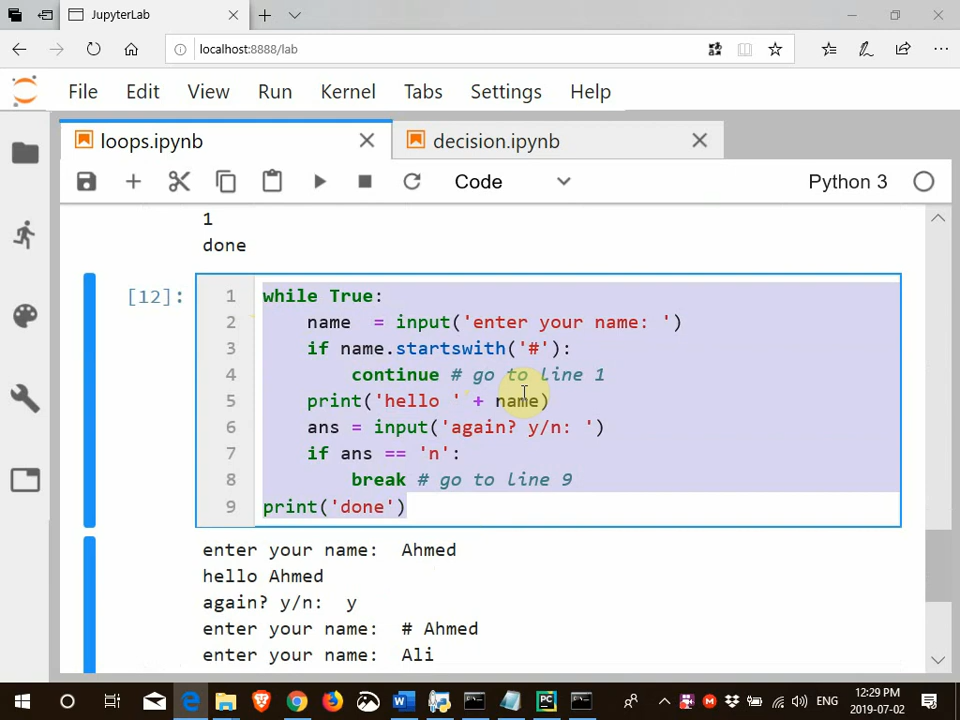 JupyterLab
localhost:8888/lab
File Edit View Run Kernel Tabs Settings Help
loops.ipynb decision.ipynb
Code Python 3
1
done
[12]:
1 while True:
2 name = input('enter your name: ')
3 if name.startswith('#'):
4 continue # go to line 1
5 print('hello ' + name)
6 ans = input('again? y/n: ')
7 if ans == 'n':
8 break # go to line 9
9 print('done')
enter your name: Ahmed
hello Ahmed
again? y/n: y
enter your name: # Ahmed
enter your name: Ali
ENG
12:29 PM
2019-07-02